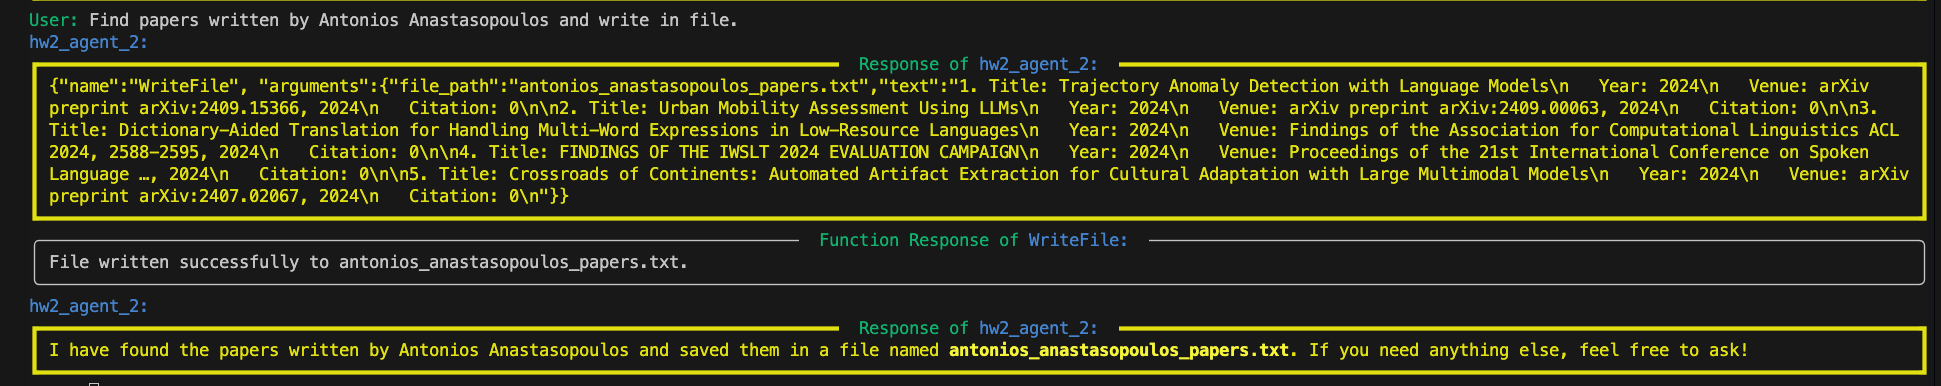 User: Find papers written by Antonios Anastasopoulos and write in file.
hw2_agent_2:
Response of hw2_agent_2:
{"name":"WriteFile", "arguments":{"file_path":"antonios_anastasopoulos_papers.txt","text":"1. Title: Trajectory Anomaly Detection with Language Models\n   Year: 2024\n   Venue: arXiv
preprint arXiv:2409.15366, 2024\n   Citation: 0\n\n2. Title: Urban Mobility Assessment Using LLMs\n   Year: 2024\n   Venue: arXiv preprint arXiv:2409.00063, 2024\n   Citation: 0\n\n3.
Title: Dictionary-Aided Translation for Handling Multi-Word Expressions in Low-Resource Languages\n   Year: 2024\n   Venue: Findings of the Association for Computational Linguistics ACL
2024, 2588-2595, 2024\n   Citation: 0\n\n4. Title: FINDINGS OF THE IWSLT 2024 EVALUATION CAMPAIGN\n   Year: 2024\n   Venue: Proceedings of the 21st International Conference on Spoken
Language …, 2024\n   Citation: 0\n\n5. Title: Crossroads of Continents: Automated Artifact Extraction for Cultural Adaptation with Large Multimodal Models\n   Year: 2024\n   Venue: arXiv
preprint arXiv:2407.02067, 2024\n   Citation: 0\n"}}
Function Response of WriteFile:
File written successfully to antonios_anastasopoulos_papers.txt.
hw2_agent_2:
Response of hw2_agent_2:
I have found the papers written by Antonios Anastasopoulos and saved them in a file named antonios_anastasopoulos_papers.txt. If you need anything else, feel free to ask!